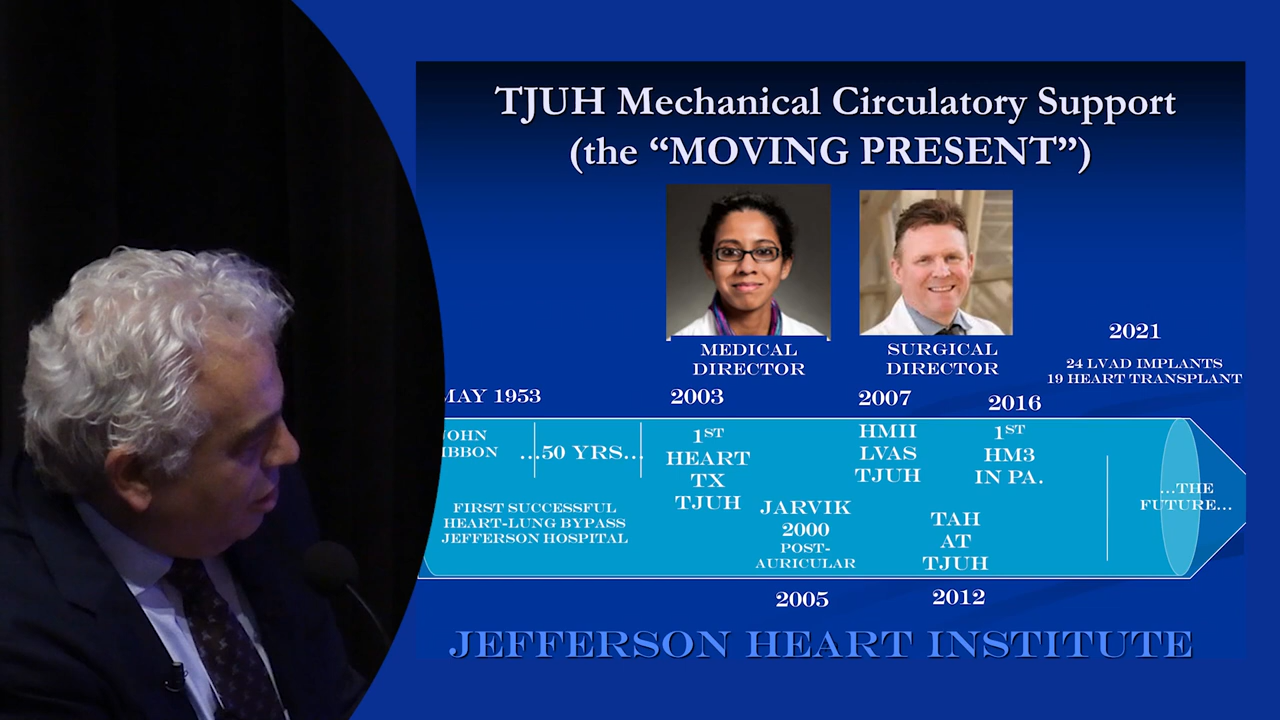 TJUH Mechanical Circulatory Support
(the “MOVING PRESENT”)
MEDICAL
DIRECTOR
SURGICAL
DIRECTOR
2021
24 LVAD IMPLANTS
19 HEART TRANSPLANT
MAY 1953
2003
2007
2016
OHN
IBBON
...50 YRS...
FIRST SUCCESSFUL
HEART-LUNG BYPASS
JEFFERSON HOSPITAL
1ST
HEART
TX
TJUH
JARVIK
2000
POST-
AURICULAR
HMII
LVAS
TJUH
TAH
AT
TJUH
1ST
HM3
IN PA.
...THE
FUTURE...
2005
2012
JEFFERSON HEART INSTITUTE